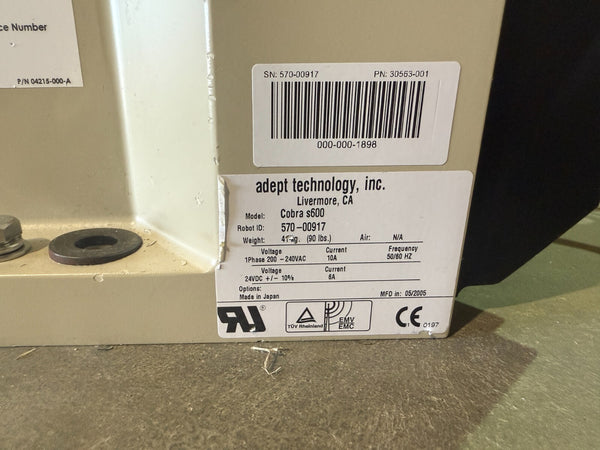 ce Number
P/N 04215-000-A
SN: 570-00917 PN: 30563-001
000-000-1898
adept technology, inc.
Livermore, CA
Model: Cobra s600
Robot ID: 570-00917
Weight: (90 lbs.) Air: N/A
Voltage Current Frequency
1Phase 200 -240VAC 10A 50/60 HZ
Voltage Current
24VDC +/- 10% 6A
Options:
Made in Japan MFD in: 05/2005
TÜV Rheinland
EMV
EMC
CE 0197